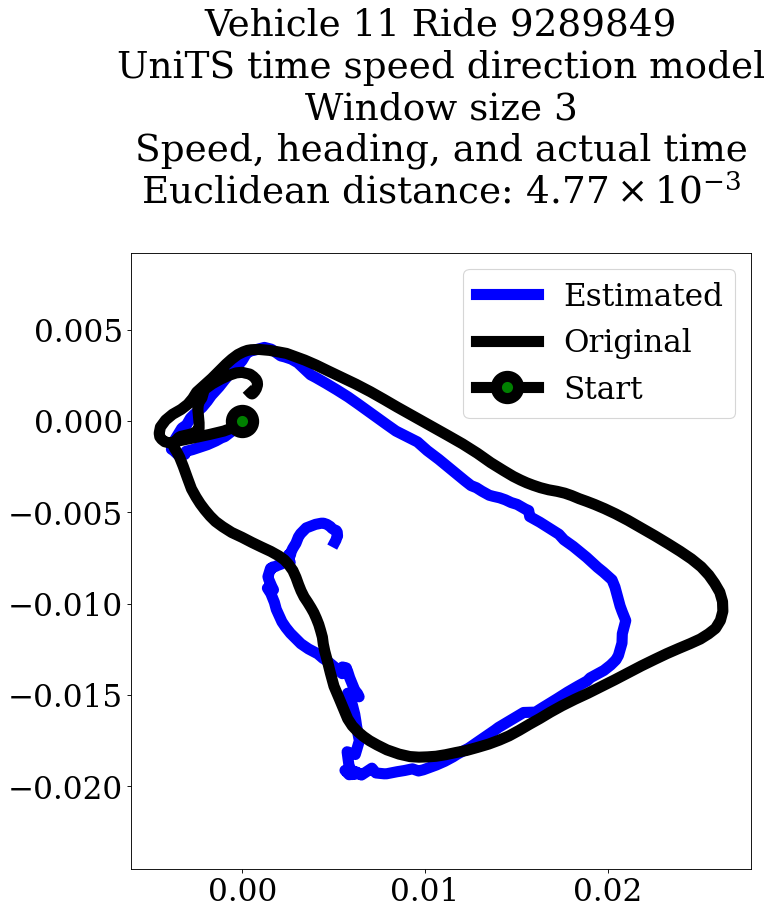 Vehicle 11 Ride 9289849
UniTS time speed direction model
Window size 3
Speed, heading, and actual time
Euclidean distance: 4.77 × 10⁻³
Estimated
Original
Start
0.005
0.000
−0.005
−0.010
−0.015
−0.020
0.00 0.01 0.02